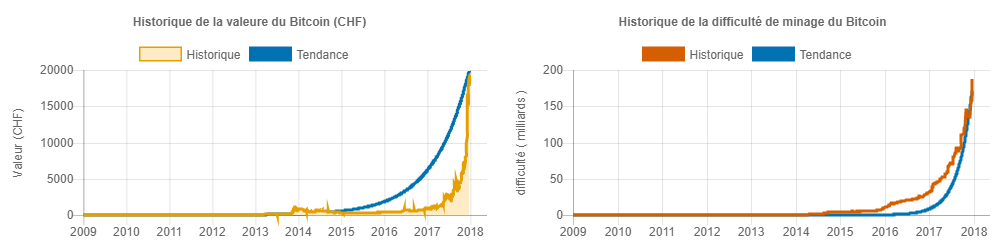 Historique de la valeure du Bitcoin (CHF)
Historique Tendance
Valeur (CHF)
20000
15000
10000
5000
0
2009 2010 2011 2012 2013 2014 2015 2016 2017 2018
Historique de la difficulté de minage du Bitcoin
Historique Tendance
difficulté ( milliards )
200
150
100
50
0
2009 2010 2011 2012 2013 2014 2015 2016 2017 2018